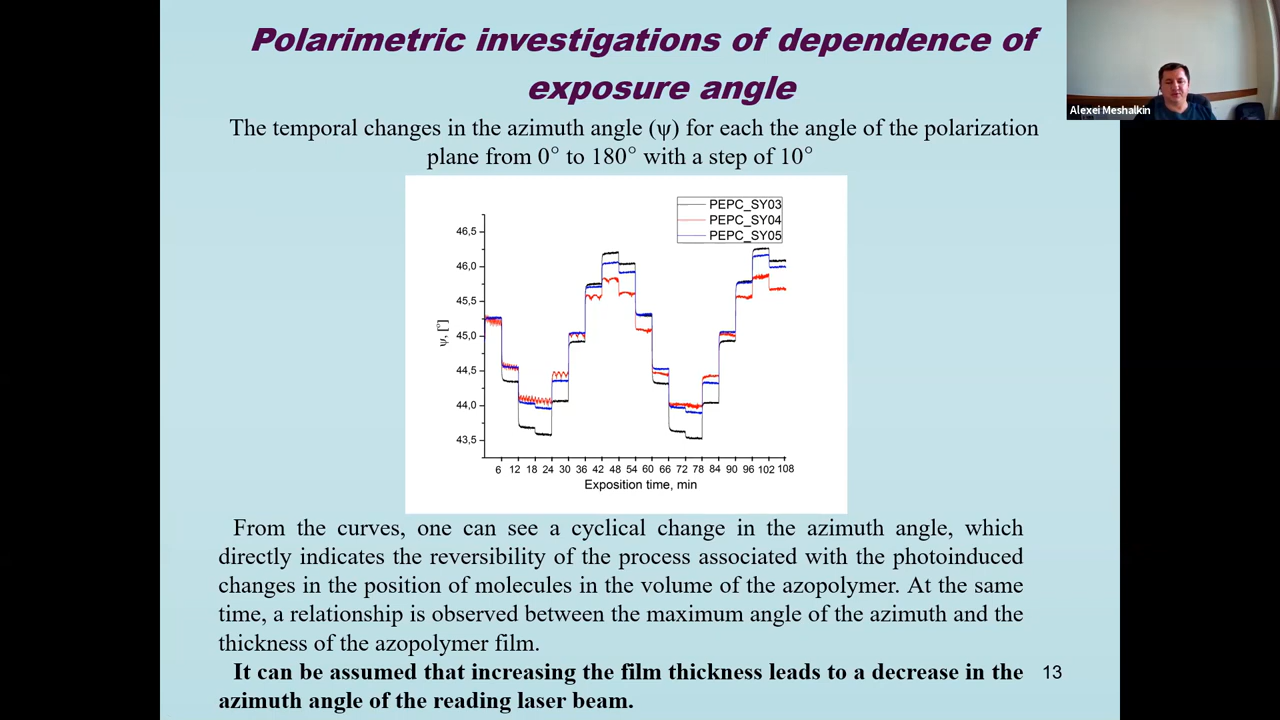 Polarimetric investigations of dependence of
exposure angle
Alexei Meshalkin
The temporal changes in the azimuth angle (ψ) for each the angle of the polarization
plane from 0° to 180° with a step of 10°
PEPC_SY03
PEPC_SY04
PEPC_SY05
46,5
46,0
45,5
45,0
44,5
44,0
43,5
ψ, [°]
6 12 18 24 30 36 42 48 54 60 66 72 78 84 90 96 102 108
Exposition time, min
From the curves, one can see a cyclical change in the azimuth angle, which
directly indicates the reversibility of the process associated with the photoinduced
changes in the position of molecules in the volume of the azopolymer. At the same
time, a relationship is observed between the maximum angle of the azimuth and the
thickness of the azopolymer film.
It can be assumed that increasing the film thickness leads to a decrease in the
azimuth angle of the reading laser beam.
13